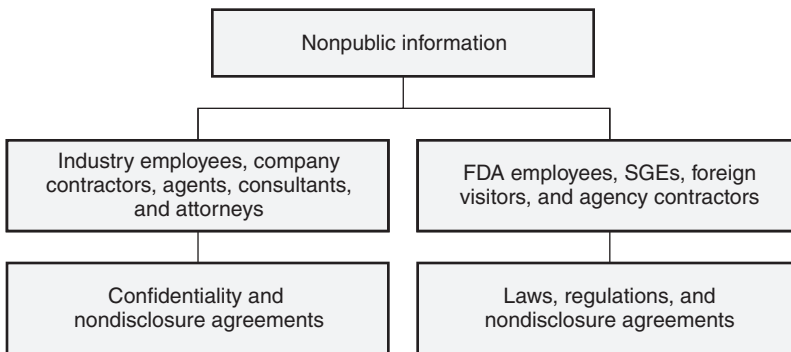 Nonpublic information
Industry employees, company
contractors, agents, consultants,
and attorneys
FDA employees, SGEs, foreign
visitors, and agency contractors
Confidentiality and
nondisclosure agreements
Laws, regulations, and
nondisclosure agreements